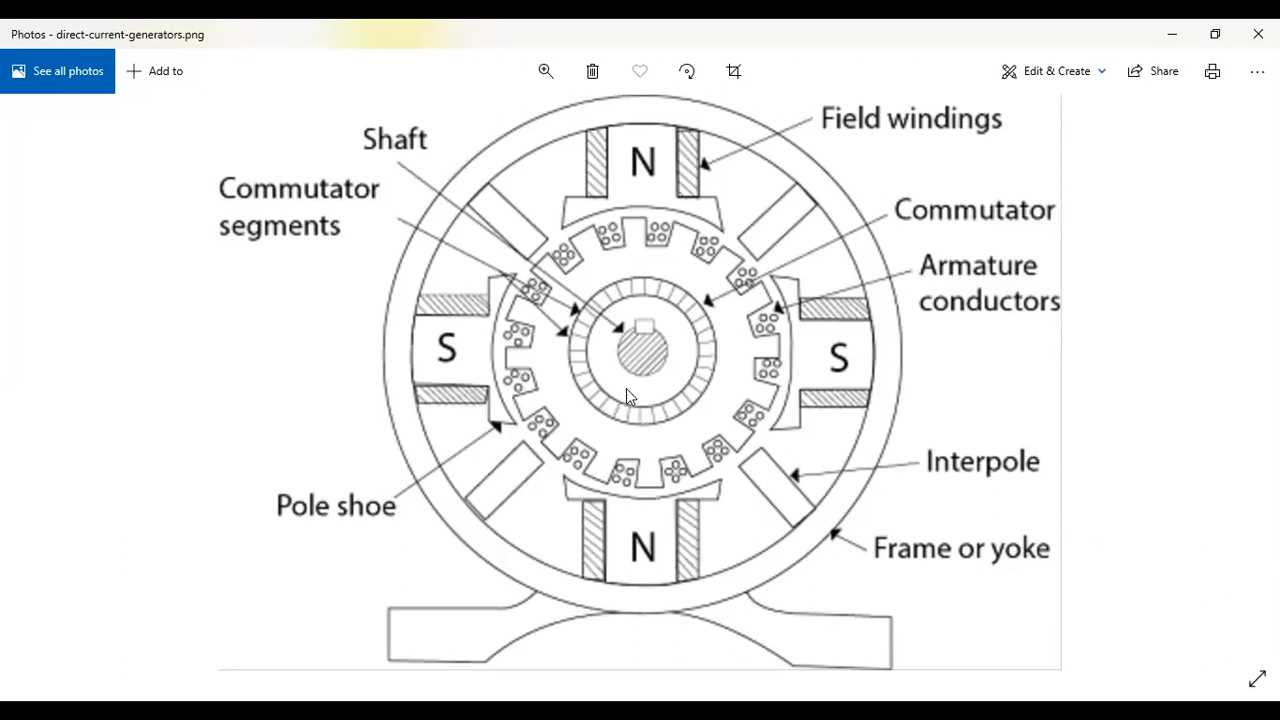 Photos - direct-current-generators.png
See all photos
Add to
Edit & Create
Share
Shaft
Field windings
N
Commutator
segments
Commutator
Armature
conductors
S
S
Interpole
Pole shoe
N
Frame or yoke